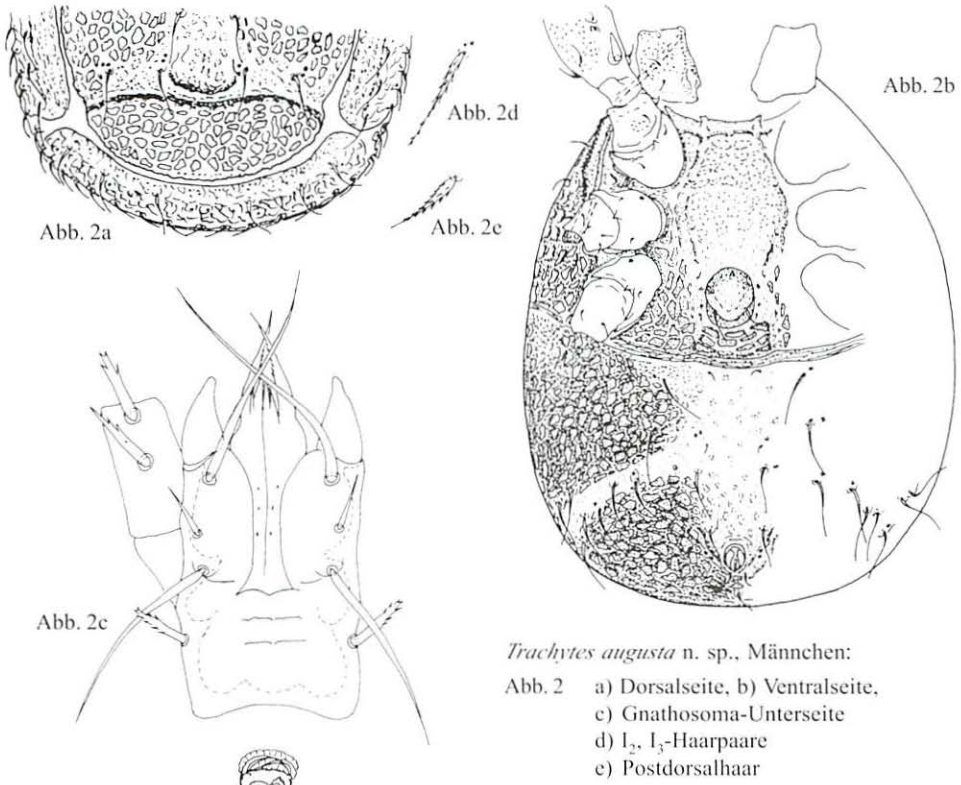 Abb. 2a
Abb. 2d
Abb. 2e
Abb. 2b
Abb. 2c
Trachytes augusta n. sp., Männchen:
Abb. 2 a) Dorsalseite, b) Ventralseite,
c) Gnathosoma-Unterseite
d) I₂, I₃-Haarpaare
e) Postdorsalhaar